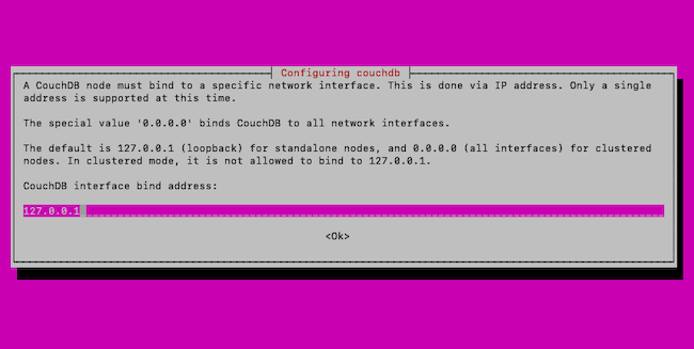 Configuring couchdb
A CouchDB node must bind to a specific network interface. This is done via IP address. Only a single
address is supported at this time.
The special value '0.0.0.0' binds CouchDB to all network interfaces.
The default is 127.0.0.1 (loopback) for standalone nodes, and 0.0.0.0 (all interfaces) for clustered
nodes. In clustered mode, it is not allowed to bind to 127.0.0.1.
CouchDB interface bind address:
127.0.0.1
<Ok>